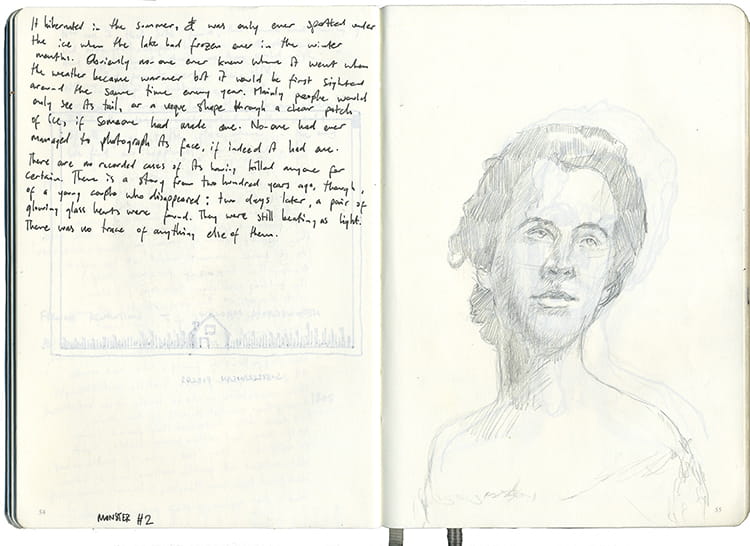 It hibernated in the summer, It was only ever spotted under
the ice when the lake had frozen over in the winter
months. Obviously no-one ever knew where it went when
the weather became warmer but it would be first sighted
around the same time every year. Mainly people would
only see its tail, or a vague shape through a clear patch
of ice, if someone had made one. No-one had ever
managed to photograph its face, if indeed it had one.
There are no recorded cases of its having killed anyone for
certain. There is a story from two hundred years ago, though,
of a young couple who disappeared; two days later, a pair of
glowing glass hearts were found. They were still beating as light.
There was no trace of anything else of them.
54
MONSTER #2
55